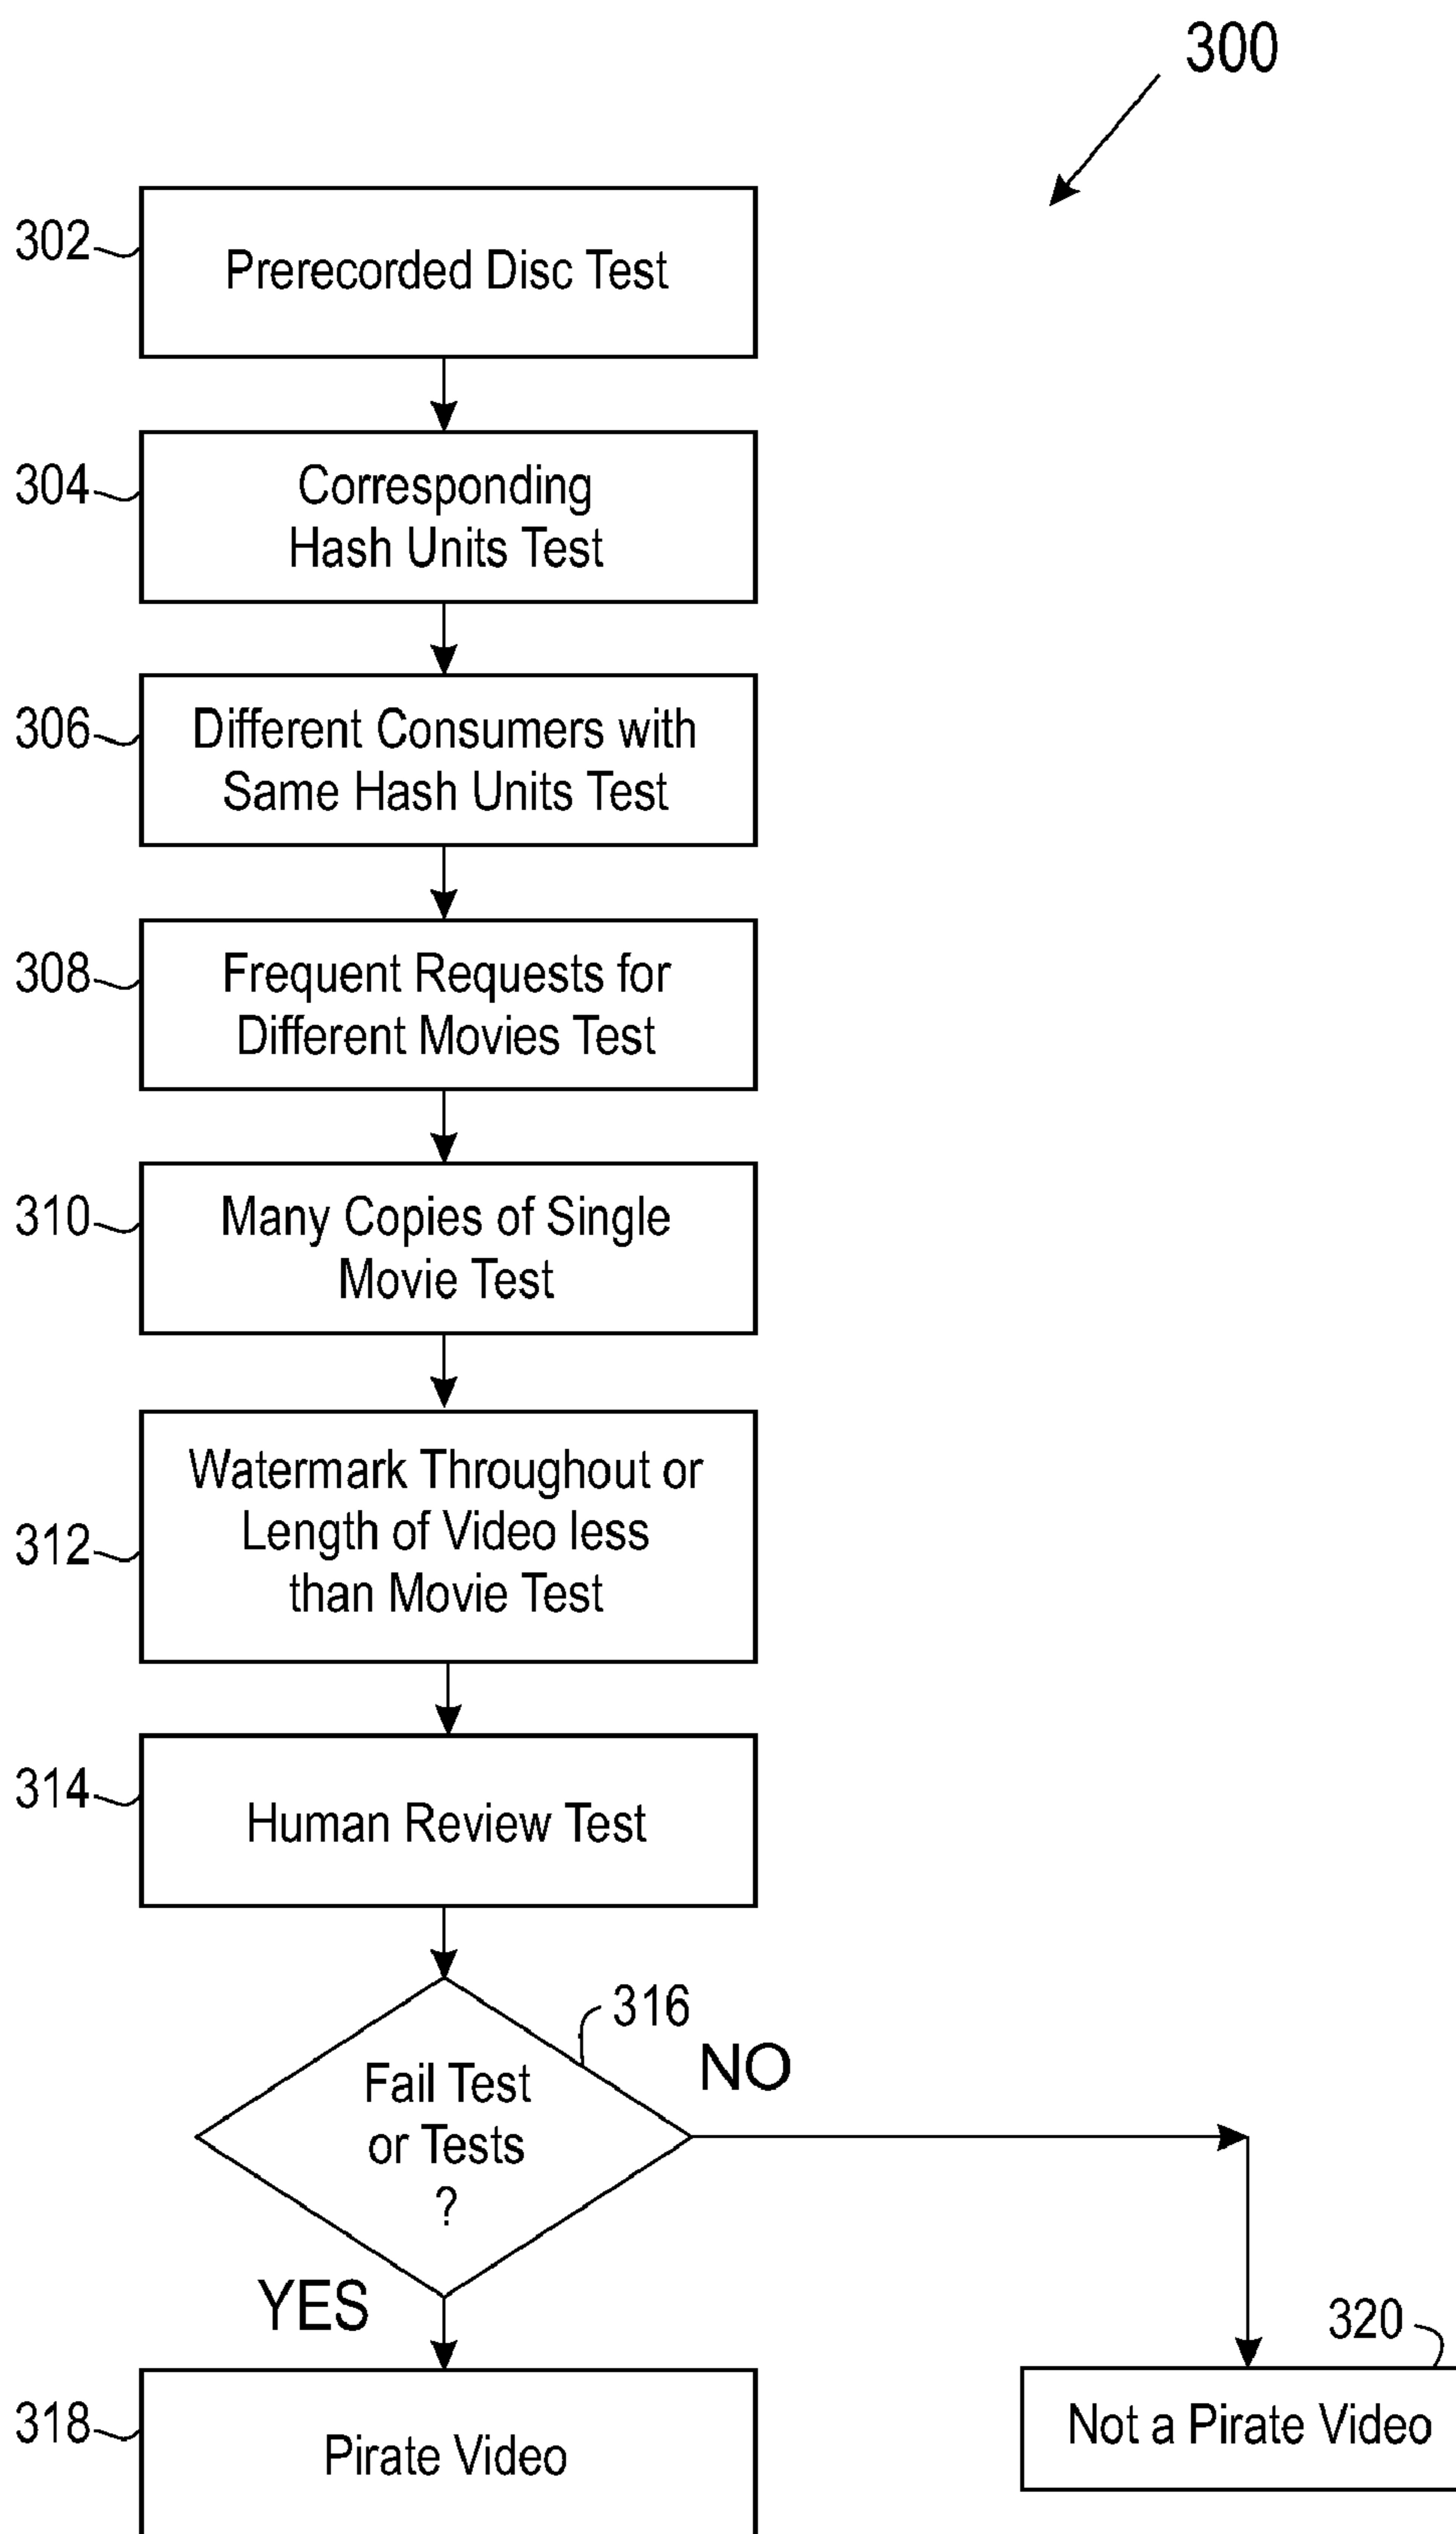 300
302
Prerecorded Disc Test
304
Corresponding
Hash Units Test
306
Different Consumers with
Same Hash Units Test
308
Frequent Requests for
Different Movies Test
310
Many Copies of Single
Movie Test
312
Watermark Throughout or
Length of Video less
than Movie Test
314
Human Review Test
316
Fail Test
or Tests
?
NO
YES
318
Pirate Video
320
Not a Pirate Video